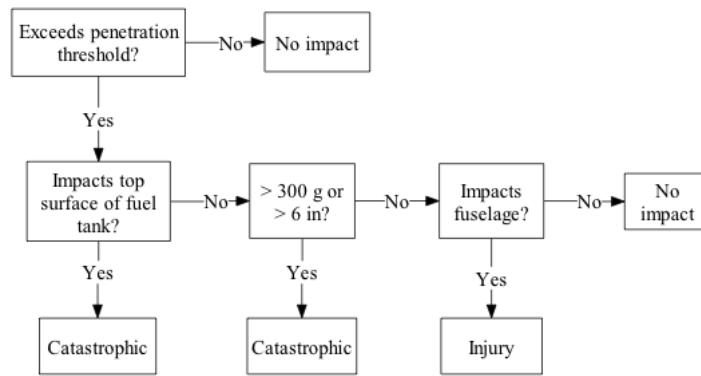 Exceeds penetration
threshold?
No
No impact
Yes
Impacts top
surface of fuel
tank?
No
> 300 g or
> 6 in?
No
Impacts
fuselage?
No
No
impact
Yes
Yes
Yes
Catastrophic
Catastrophic
Injury